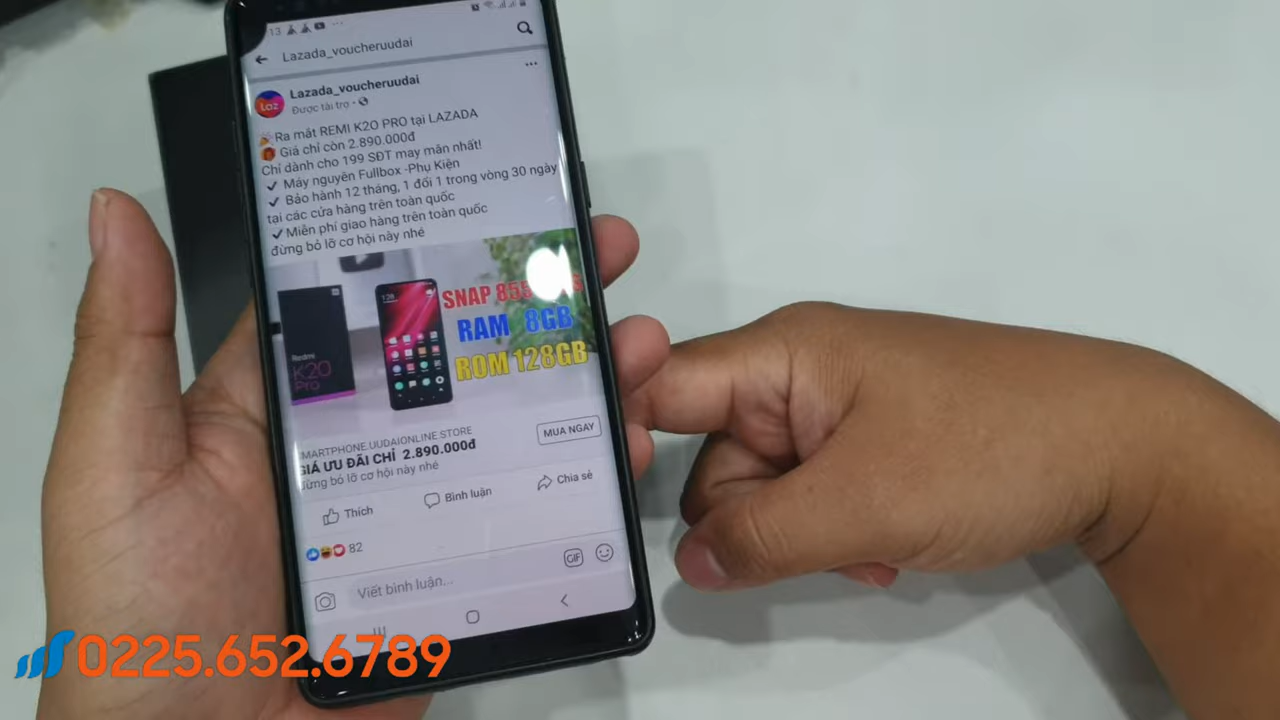 13
Lazada_voucheruudai
Lazada_voucheruudai
Được tài trợ
Ra mắt REMI K2O PRO tại LAZADA
Giá chỉ còn 2.890.000đ
Chỉ dành cho 199 SĐT may mắn nhất!
✔ Máy nguyên Fullbox -Phụ Kiện
✔ Bảo hành 12 tháng, 1 đổi 1 trong vòng 30 ngày
tại các cửa hàng trên toàn quốc
✔ Miễn phí giao hàng trên toàn quốc
đừng bỏ lỡ cơ hội này nhé
SNAP
RAM 8GB
ROM 128GB
Redmi
K20
Pro
MARTPHONE.UUDAIONLINE.STORE
GIÁ ƯU ĐÃI CHỈ 2.890.000đ
đừng bỏ lỡ cơ hội này nhé
MUA NGAY
Thích
Bình luận
Chia sẻ
82
Viết bình luận...
GIF
0225.652.6789